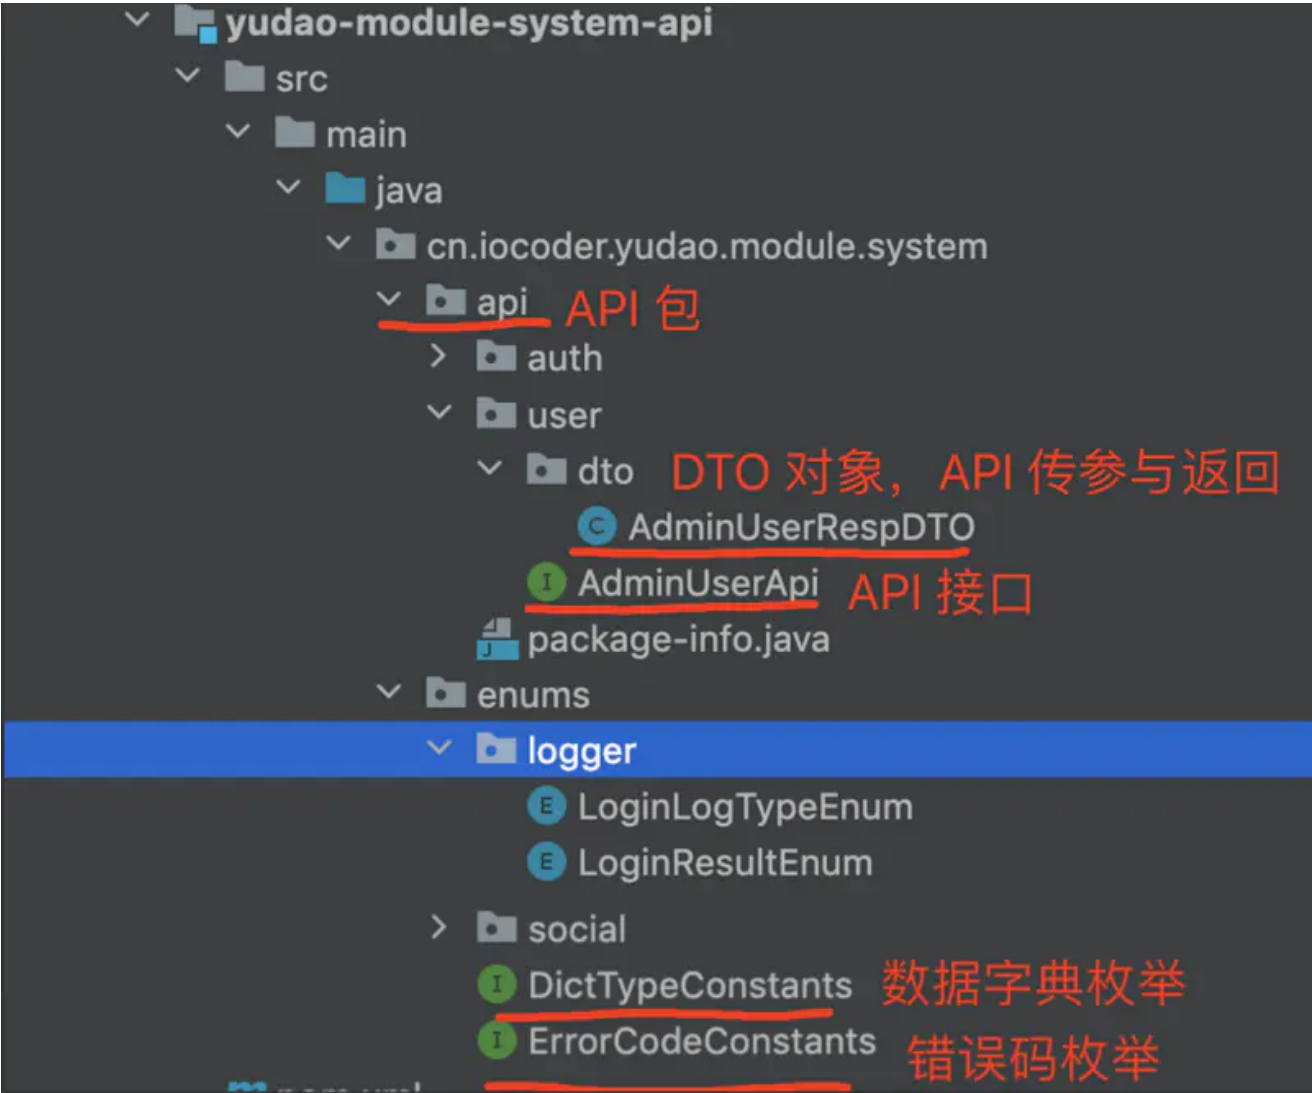 yudao-module-system-api
src
main
java
cn.iocoder.yudao.module.system
api API 包
auth
user
dto DTO 对象，API 传参与返回
C AdminUserRespDTO
I AdminUserApi API 接口
J package-info.java
enums
logger
E LoginLogTypeEnum
E LoginResultEnum
social
I DictTypeConstants 数据字典枚举
I ErrorCodeConstants 错误码枚举